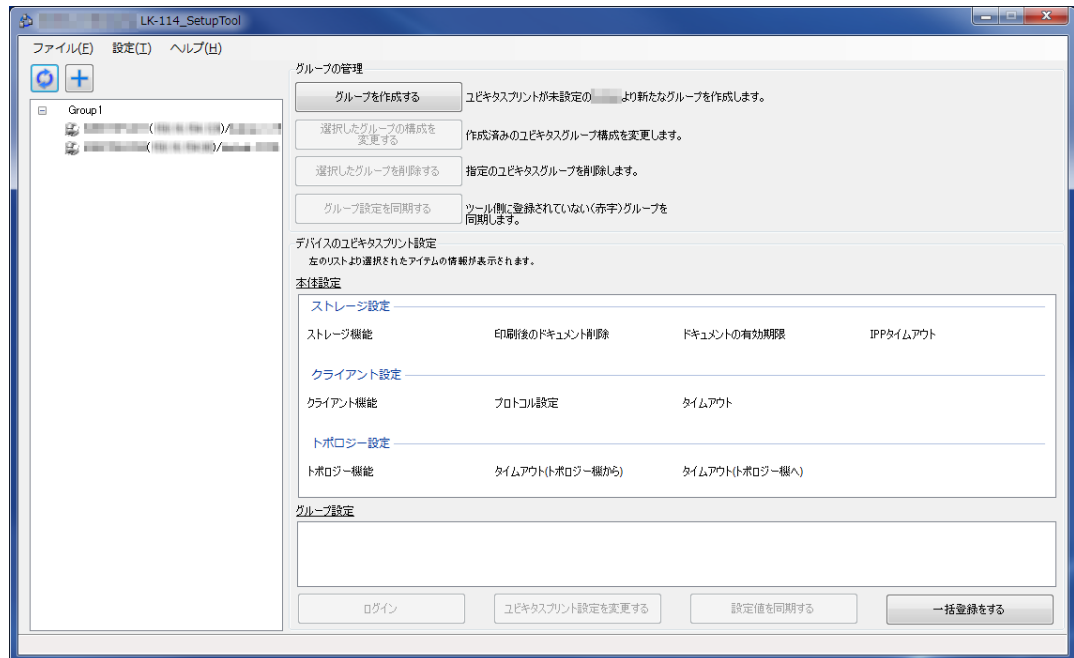 LK-114_SetupTool
ファイル(F) 設定(T) ヘルプ(H)
Group1
グループの管理
グループを作成する
ユビキタスプリントが未設定の より新たなグループを作成します。
選択したグループの構成を
変更する
作成済みのユビキタスグループ構成を変更します。
選択したグループを削除する
指定のユビキタスグループを削除します。
グループ設定を同期する
ツール側に登録されていない(赤字)グループを
同期します。
デバイスのユビキタスプリント設定
左のリストより選択されたアイテムの情報が表示されます。
本体設定
ストレージ設定
ストレージ機能 印刷後のドキュメント削除 ドキュメントの有効期限 IPPタイムアウト
クライアント設定
クライアント機能 プロトコル設定 タイムアウト
トポロジー設定
トポロジー機能 タイムアウト(トポロジー機から) タイムアウト(トポロジー機へ)
グループ設定
ログイン ユビキタスプリント設定を変更する 設定値を同期する 一括登録をする